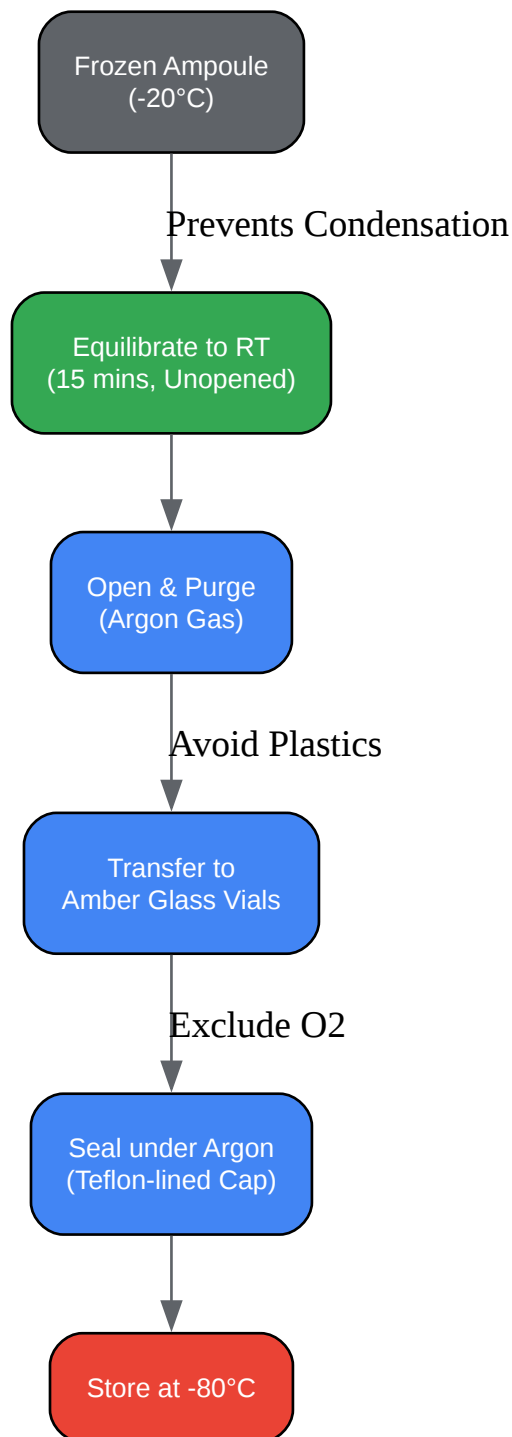 Frozen Ampoule
(-20°C)
Prevents Condensation
Equilibrate to RT
(15 mins, Unopened)
Open & Purge
(Argon Gas)
Avoid Plastics
Transfer to
Amber Glass Vials
Exclude O2
Seal under Argon
(Teflon-lined Cap)
Store at -80°C